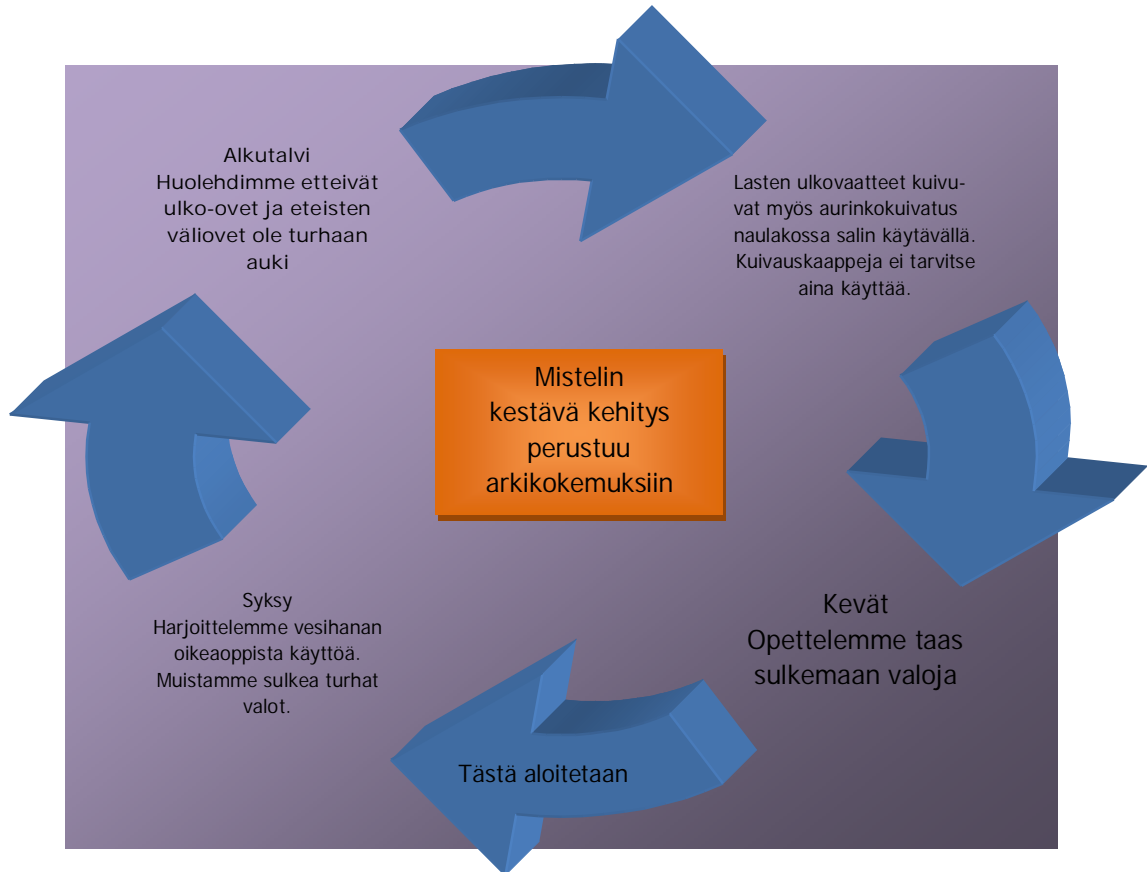 Alkutalvi
Huolehdimme etteivät
ulko-ovet ja eteisten
väliovet ole turhaan
auki
Lasten ulkovaatteet kuivu-
vat myös aurinkokuivatus
naulakossa salin käytävällä.
Kuivauskaappeja ei tarvitse
aina käyttää.
Mistelin
kestävä kehitys
perustuu
arkikokemuksiin
Syksy
Harjoittelemme vesihanan
oikeaoppista käyttöä.
Muistamme sulkea turhat
valot.
Kevät
Opettelemme taas
sulkemaan valoja
Tästä aloitetaan